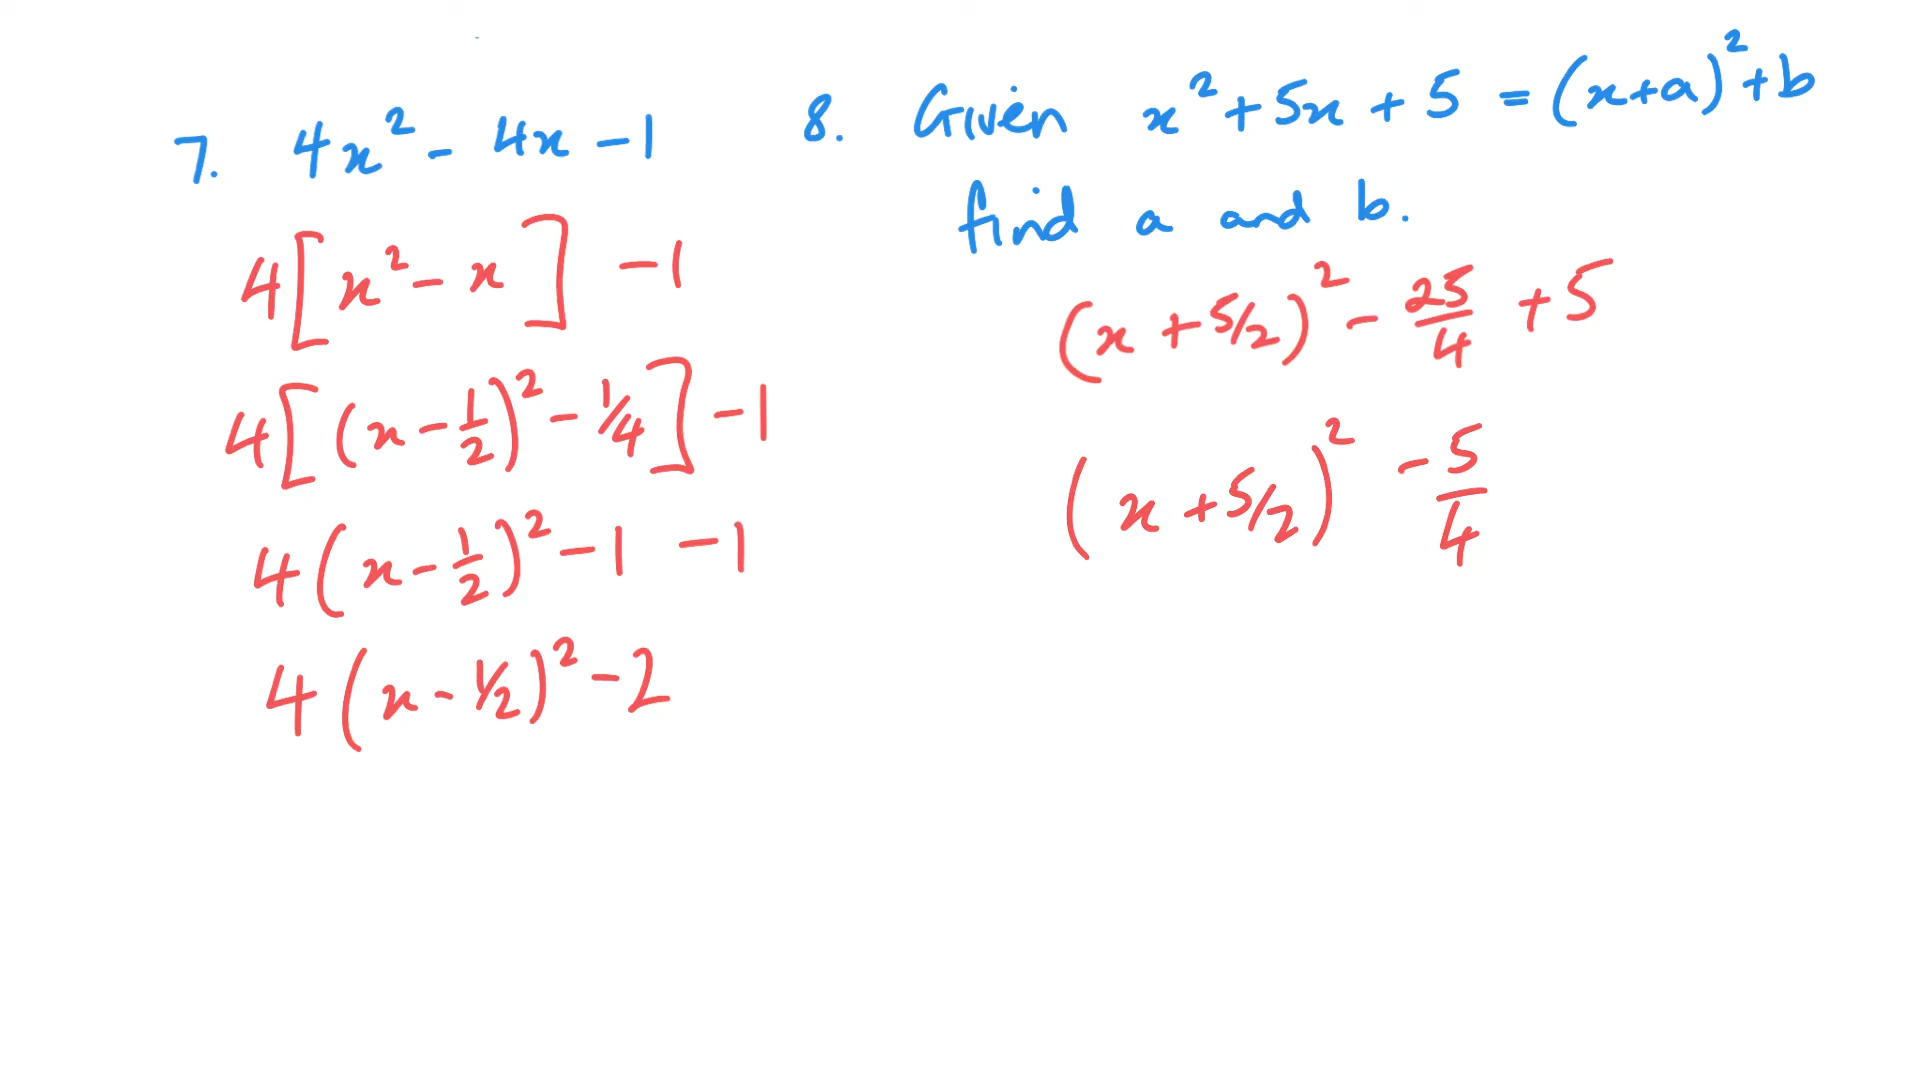 7. 4x² - 4x - 1
4[x² - x] - 1
4[(x - 1/2)² - 1/4] - 1
4(x - 1/2)² - 1 - 1
4(x - 1/2)² - 2
8. Given x² + 5x + 5 = (x+a)² + b
find a and b.
(x + 5/2)² - 25/4 + 5
(x + 5/2)² - 5/4